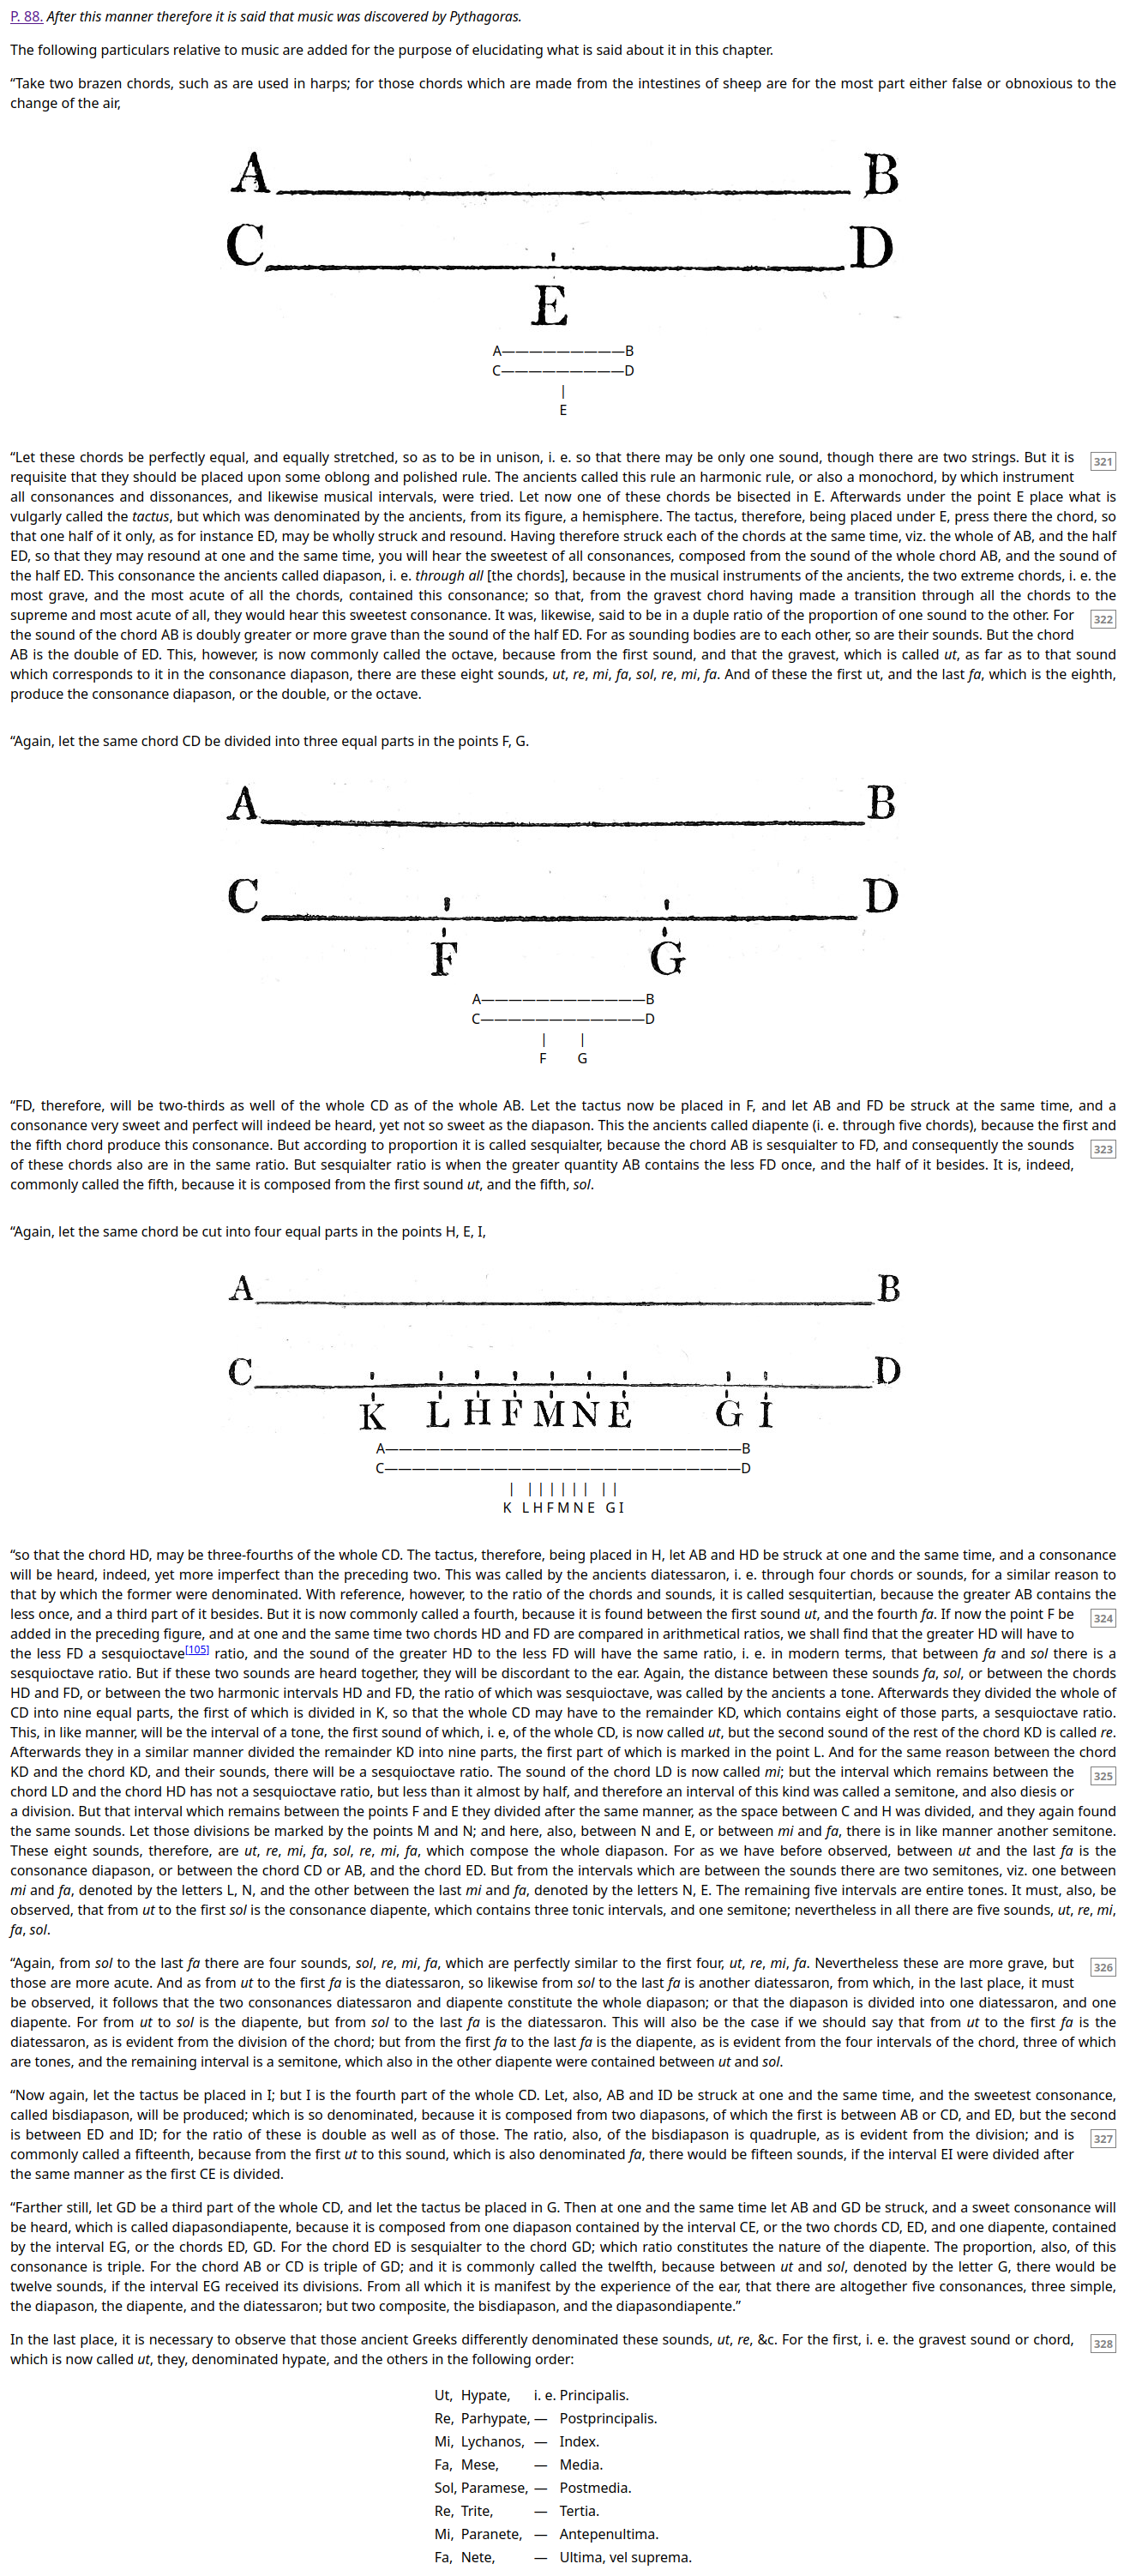 P. 88. After this manner therefore it is said that music was discovered by Pythagoras.
The following particulars relative to music are added for the purpose of elucidating what is said about it in this chapter.
“Take two brazen chords, such as are used in harps; for those chords which are made from the intestines of sheep are for the most part either false or obnoxious to the
change of the air,
A B
C D
E
A—————————B
C—————————D
|
E
“Let these chords be perfectly equal, and equally stretched, so as to be in unison, i. e. so that there may be only one sound, though there are two strings. But it is 321
requisite that they should be placed upon some oblong and polished rule. The ancients called this rule an harmonic rule, or also a monochord, by which instrument
all consonances and dissonances, and likewise musical intervals, were tried. Let now one of these chords be bisected in E. Afterwards under the point E place what is
vulgarly called the tactus, but which was denominated by the ancients, from its figure, a hemisphere. The tactus, therefore, being placed under E, press there the chord, so
that one half of it only, as for instance ED, may be wholly struck and resound. Having therefore struck each of the chords at the same time, viz. the whole of AB, and the half
ED, so that they may resound at one and the same time, you will hear the sweetest of all consonances, composed from the sound of the whole chord AB, and the sound of
the half ED. This consonance the ancients called diapason, i. e. through all [the chords], because in the musical instruments of the ancients, the two extreme chords, i. e. the
most grave, and the most acute of all the chords, contained this consonance; so that, from the gravest chord having made a transition through all the chords to the
supreme and most acute of all, they would hear this sweetest consonance. It was, likewise, said to be in a duple ratio of the proportion of one sound to the other. For 322
the sound of the chord AB is doubly greater or more grave than the sound of the half ED. For as sounding bodies are to each other, so are their sounds. But the chord
AB is the double of ED. This, however, is now commonly called the octave, because from the first sound, and that the gravest, which is called ut, as far as to that sound
which corresponds to it in the consonance diapason, there are these eight sounds, ut, re, mi, fa, sol, re, mi, fa. And of these the first ut, and the last fa, which is the eighth,
produce the consonance diapason, or the double, or the octave.
“Again, let the same chord CD be divided into three equal parts in the points F, G.
A B
C D
F G
A————————————B
C————————————D
| |
F G
“FD, therefore, will be two-thirds as well of the whole CD as of the whole AB. Let the tactus now be placed in F, and let AB and FD be struck at the same time, and a
consonance very sweet and perfect will indeed be heard, yet not so sweet as the diapason. This the ancients called diapente (i. e. through five chords), because the first and
the fifth chord produce this consonance. But according to proportion it is called sesquialter, because the chord AB is sesquialter to FD, and consequently the sounds
of these chords also are in the same ratio. But sesquialter ratio is when the greater quantity AB contains the less FD once, and the half of it besides. It is, indeed, 323
commonly called the fifth, because it is composed from the first sound ut, and the fifth, sol.
“Again, let the same chord be cut into four equal parts in the points H, E, I,
A B
C D
K L H F M N E G I
A——————————————————————————B
C——————————————————————————D
| | | | | | | | |
K L H F M N E G I
“so that the chord HD, may be three-fourths of the whole CD. The tactus, therefore, being placed in H, let AB and HD be struck at one and the same time, and a consonance
will be heard, indeed, yet more imperfect than the preceding two. This was called by the ancients diatessaron, i. e. through four chords or sounds, for a similar reason to
that by which the former were denominated. With reference, however, to the ratio of the chords and sounds, it is called sesquitertian, because the greater AB contains the
less once, and a third part of it besides. But it is now commonly called a fourth, because it is found between the first sound ut, and the fourth fa. If now the point F be 324
added in the preceding figure, and at one and the same time two chords HD and FD are compared in arithmetical ratios, we shall find that the greater HD will have to
the less FD a sesquioctave[105] ratio, and the sound of the greater HD to the less FD will have the same ratio, i. e. in modern terms, that between fa and sol there is a
sesquioctave ratio. But if these two sounds are heard together, they will be discordant to the ear. Again, the distance between these sounds fa, sol, or between the chords
HD and FD, or between the two harmonic intervals HD and FD, the ratio of which was sesquioctave, was called by the ancients a tone. Afterwards they divided the whole of
CD into nine equal parts, the first of which is divided in K, so that the whole CD may have to the remainder KD, which contains eight of those parts, a sesquioctave ratio.
This, in like manner, will be the interval of a tone, the first sound of which, i. e, of the whole CD, is now called ut, but the second sound of the rest of the chord KD is called re.
Afterwards they in a similar manner divided the remainder KD into nine parts, the first part of which is marked in the point L. And for the same reason between the chord
KD and the chord KD, and their sounds, there will be a sesquioctave ratio. The sound of the chord LD is now called mi; but the interval which remains between the 325
chord LD and the chord HD has not a sesquioctave ratio, but less than it almost by half, and therefore an interval of this kind was called a semitone, and also diesis or
a division. But that interval which remains between the points F and E they divided after the same manner, as the space between C and H was divided, and they again found
the same sounds. Let those divisions be marked by the points M and N; and here, also, between N and E, or between mi and fa, there is in like manner another semitone.
These eight sounds, therefore, are ut, re, mi, fa, sol, re, mi, fa, which compose the whole diapason. For as we have before observed, between ut and the last fa is the
consonance diapason, or between the chord CD or AB, and the chord ED. But from the intervals which are between the sounds there are two semitones, viz. one between
mi and fa, denoted by the letters L, N, and the other between the last mi and fa, denoted by the letters N, E. The remaining five intervals are entire tones. It must, also, be
observed, that from ut to the first sol is the consonance diapente, which contains three tonic intervals, and one semitone; nevertheless in all there are five sounds, ut, re, mi,
fa, sol.
“Again, from sol to the last fa there are four sounds, sol, re, mi, fa, which are perfectly similar to the first four, ut, re, mi, fa. Nevertheless these are more grave, but 326
those are more acute. And as from ut to the first fa is the diatessaron, so likewise from sol to the last fa is another diatessaron, from which, in the last place, it must
be observed, it follows that the two consonances diatessaron and diapente constitute the whole diapason; or that the diapason is divided into one diatessaron, and one
diapente. For from ut to sol is the diapente, but from sol to the last fa is the diatessaron. This will also be the case if we should say that from ut to the first fa is the
diatessaron, as is evident from the division of the chord; but from the first fa to the last fa is the diapente, as is evident from the four intervals of the chord, three of which
are tones, and the remaining interval is a semitone, which also in the other diapente were contained between ut and sol.
“Now again, let the tactus be placed in I; but I is the fourth part of the whole CD. Let, also, AB and ID be struck at one and the same time, and the sweetest consonance,
called bisdiapason, will be produced; which is so denominated, because it is composed from two diapasons, of which the first is between AB or CD, and ED, but the second
is between ED and ID; for the ratio of these is double as well as of those. The ratio, also, of the bisdiapason is quadruple, as is evident from the division; and is 327
commonly called a fifteenth, because from the first ut to this sound, which is also denominated fa, there would be fifteen sounds, if the interval EI were divided after
the same manner as the first CE is divided.
“Farther still, let GD be a third part of the whole CD, and let the tactus be placed in G. Then at one and the same time let AB and GD be struck, and a sweet consonance will
be heard, which is called diapasondiapente, because it is composed from one diapason contained by the interval CE, or the two chords CD, ED, and one diapente, contained
by the interval EG, or the chords ED, GD. For the chord ED is sesquialter to the chord GD; which ratio constitutes the nature of the diapente. The proportion, also, of this
consonance is triple. For the chord AB or CD is triple of GD; and it is commonly called the twelfth, because between ut and sol, denoted by the letter G, there would be
twelve sounds, if the interval EG received its divisions. From all which it is manifest by the experience of the ear, that there are altogether five consonances, three simple,
the diapason, the diapente, and the diatessaron; but two composite, the bisdiapason, and the diapasondiapente.”
In the last place, it is necessary to observe that those ancient Greeks differently denominated these sounds, ut, re, &c. For the first, i. e. the gravest sound or chord, 328
which is now called ut, they, denominated hypate, and the others in the following order:
Ut, Hypate, i. e. Principalis.
Re, Parhypate, — Postprincipalis.
Mi, Lychanos, — Index.
Fa, Mese, — Media.
Sol, Paramese, — Postmedia.
Re, Trite, — Tertia.
Mi, Paranete, — Antepenultima.
Fa, Nete, — Ultima, vel suprema.